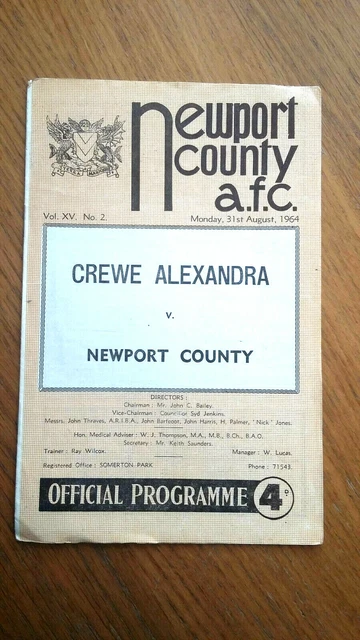 Newport
county
a.f.c.
Vol. XV. No. 2. Monday, 31st August, 1964
CREWE ALEXANDRA
v.
NEWPORT COUNTY
DIRECTORS :
Chairman : Mr. John C. Bailey.
Vice-Chairman : Councillor Syd Jenkins.
Messrs. John Threaves, A.R.I.B.A., John Barfoot, John Harris, H. Palmer, "Nick" Jones.
Hon. Medical Adviser : W. J. Thompson, M.A., M.B., B.Ch., B.A.O.
Secretary : Mr. Keith Saunders.
Trainer : Ray Wilcox. Manager : W. Lucas.
Registered Office : SOMERTON PARK Phone : 71543.
OFFICIAL PROGRAMME 4D